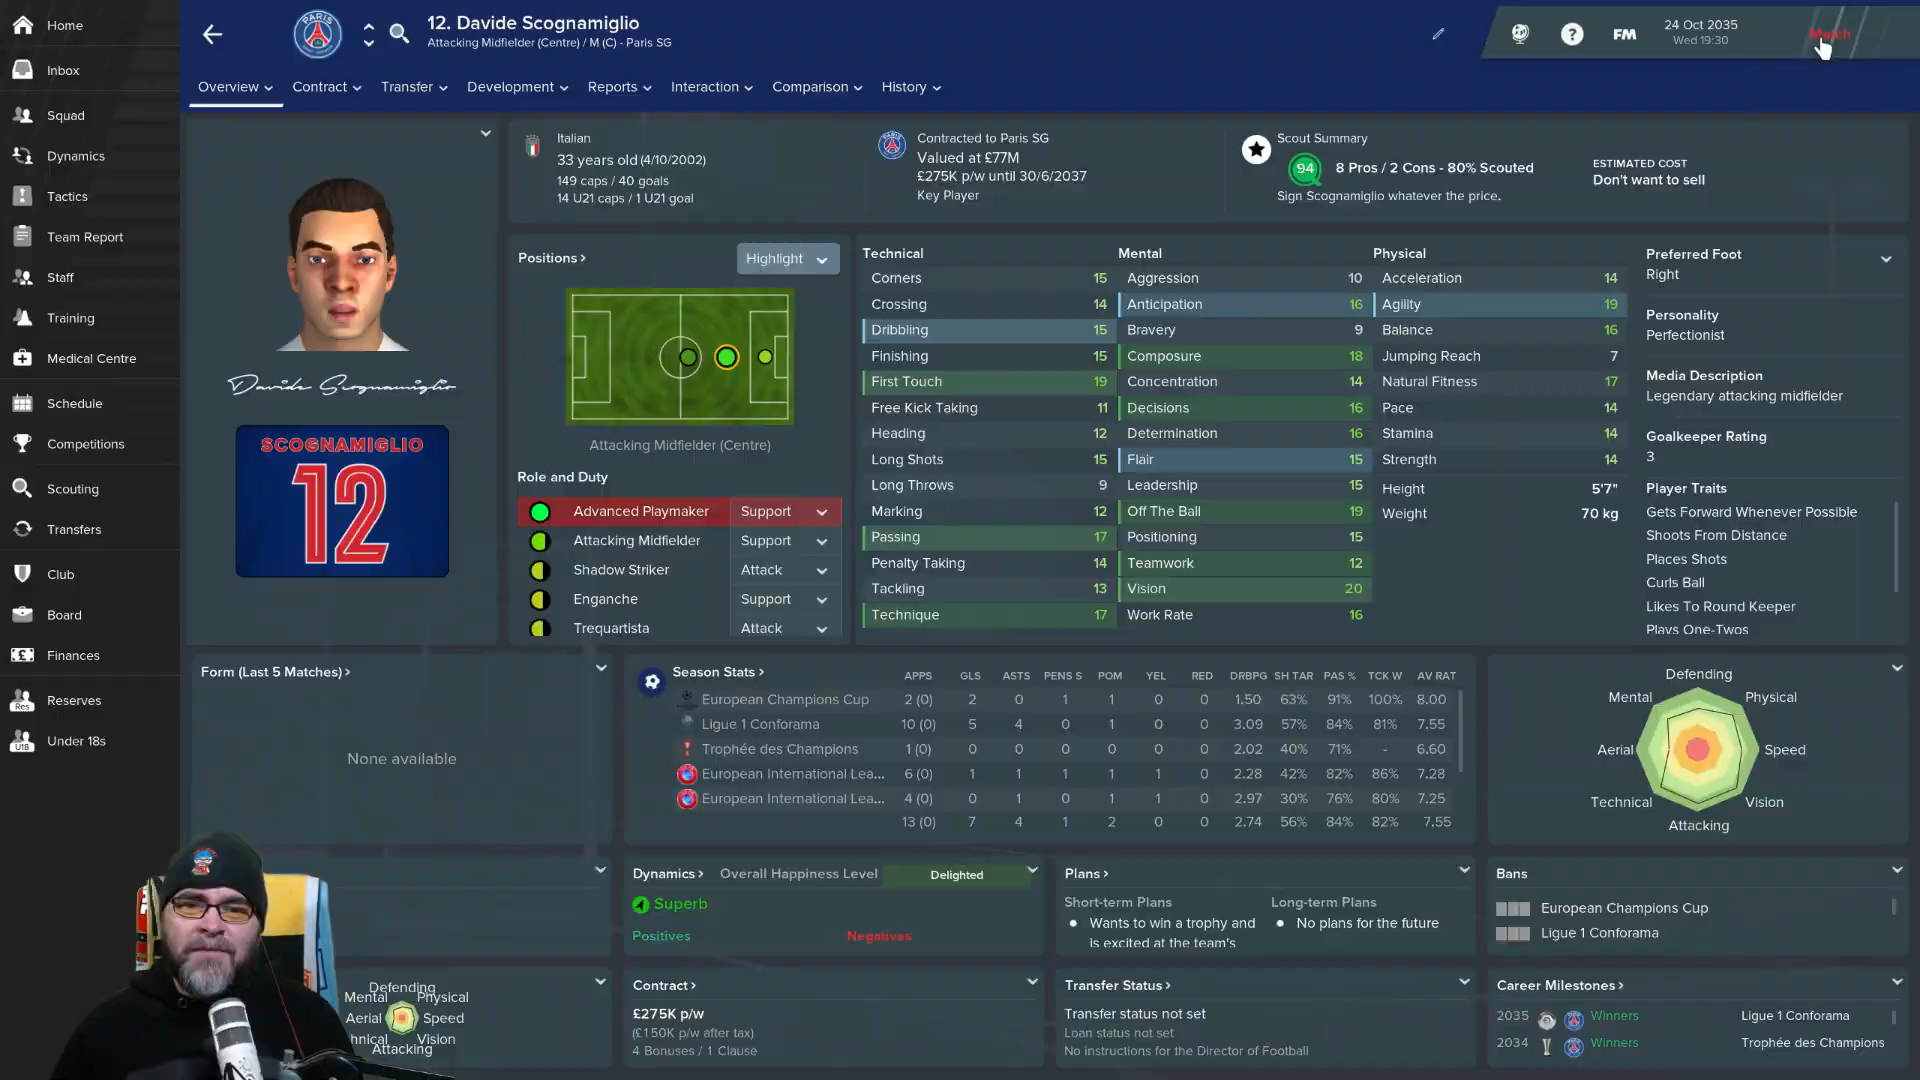 Home
Inbox
Squad
Dynamics
Tactics
Team Report
Staff
Training
Medical Centre
Schedule
Competitions
Scouting
Transfers
Club
Board
Finances
Reserves
Under 18s
12. Davide Scognamiglio
Attacking Midfielder (Centre) / M (C) - Paris SG
FM
24 Oct 2035
Wed 19:30
Match
Overview Contract Transfer Development Reports Interaction Comparison History
SCOGNAMIGLIO
12
Italian
33 years old (4/10/2002)
149 caps / 40 goals
14 U21 caps / 1 U21 goal
Contracted to Paris SG
Valued at £77M
£275K p/w until 30/6/2037
Key Player
Scout Summary
94 8 Pros / 2 Cons - 80% Scouted
Sign Scognamiglio whatever the price.
ESTIMATED COST
Don't want to sell
Positions >
Highlight
Attacking Midfielder (Centre)
Role and Duty
Advanced Playmaker Support
Attacking Midfielder Support
Shadow Striker Attack
Enganche Support
Trequartista Attack
Technical
Corners 15
Crossing 14
Dribbling 15
Finishing 15
First Touch 19
Free Kick Taking 11
Heading 12
Long Shots 15
Long Throws 9
Marking 12
Passing 17
Penalty Taking 14
Tackling 13
Technique 17
Mental
Aggression 10
Anticipation 16
Bravery 9
Composure 18
Concentration 14
Decisions 16
Determination 16
Flair 15
Leadership 15
Off The Ball 19
Positioning 15
Teamwork 12
Vision 20
Work Rate 16
Physical
Acceleration 14
Agility 19
Balance 16
Jumping Reach 7
Natural Fitness 17
Pace 14
Stamina 14
Strength 14
Height 5'7"
Weight 70 kg
Preferred Foot
Right
Personality
Perfectionist
Media Description
Legendary attacking midfielder
Goalkeeper Rating
3
Player Traits
Gets Forward Whenever Possible
Shoots From Distance
Places Shots
Curls Ball
Likes To Round Keeper
Plays One-Twos
Form (Last 5 Matches) >
None available
Season Stats > APPS GLS ASTS PENS S POM YEL RED DRBPG SH TAR PAS % TCK W AV RAT
European Champions Cup 2 (0) 2 0 1 1 0 0 1.50 63% 91% 100% 8.00
Ligue 1 Conforama 10 (0) 5 4 0 1 0 0 3.09 57% 84% 81% 7.55
Trophée des Champions 1 (0) 0 0 0 0 0 0 2.02 40% 71% - 6.60
European International Lea... 6 (0) 1 1 1 1 1 0 2.28 42% 82% 86% 7.28
European International Lea... 4 (0) 0 1 0 1 1 0 2.97 30% 76% 80% 7.25
13 (0) 7 4 1 2 0 0 2.74 56% 84% 82% 7.55
Defending
Physical
Speed
Vision
Attacking
Technical
Aerial
Mental
Dynamics > Overall Happiness Level Delighted
Superb
Positives Negatives
Plans >
Short-term Plans
Wants to win a trophy and
is excited at the team's
Long-term Plans
No plans for the future
Bans
European Champions Cup
Ligue 1 Conforama
Defending
Mental Physical
Aerial Speed
hnical Vision
Attacking
Contract >
£275K p/w
(£150K p/w after tax)
4 Bonuses / 1 Clause
Transfer Status >
Transfer status not set
Loan status not set
No instructions for the Director of Football
Career Milestones >
2035 Winners Ligue 1 Conforama
2034 Winners Trophée des Champions